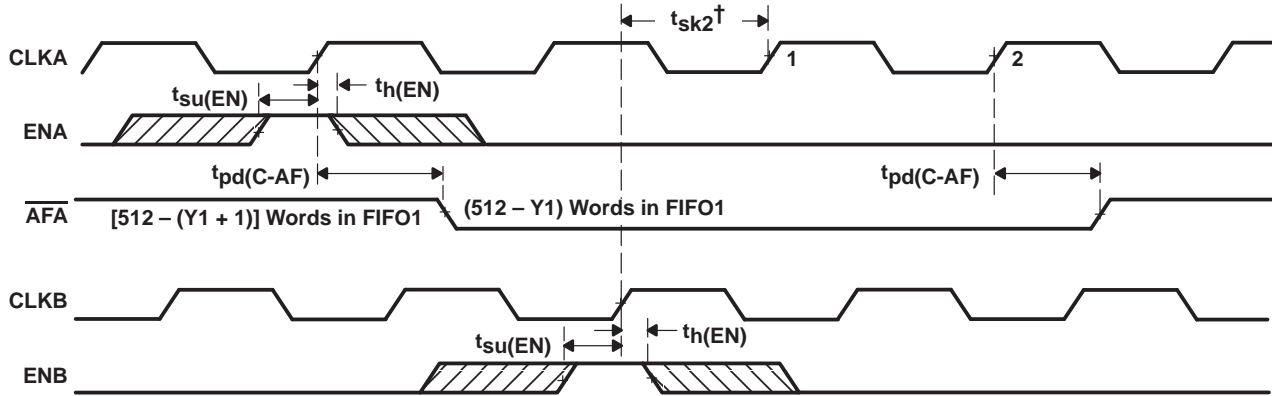 tsk2†
CLKA
1
2
tsu(EN)
th(EN)
ENA
tpd(C-AF)
tpd(C-AF)
AFA
[512 – (Y1 + 1)] Words in FIFO1
(512 – Y1) Words in FIFO1
CLKB
tsu(EN)
th(EN)
ENB